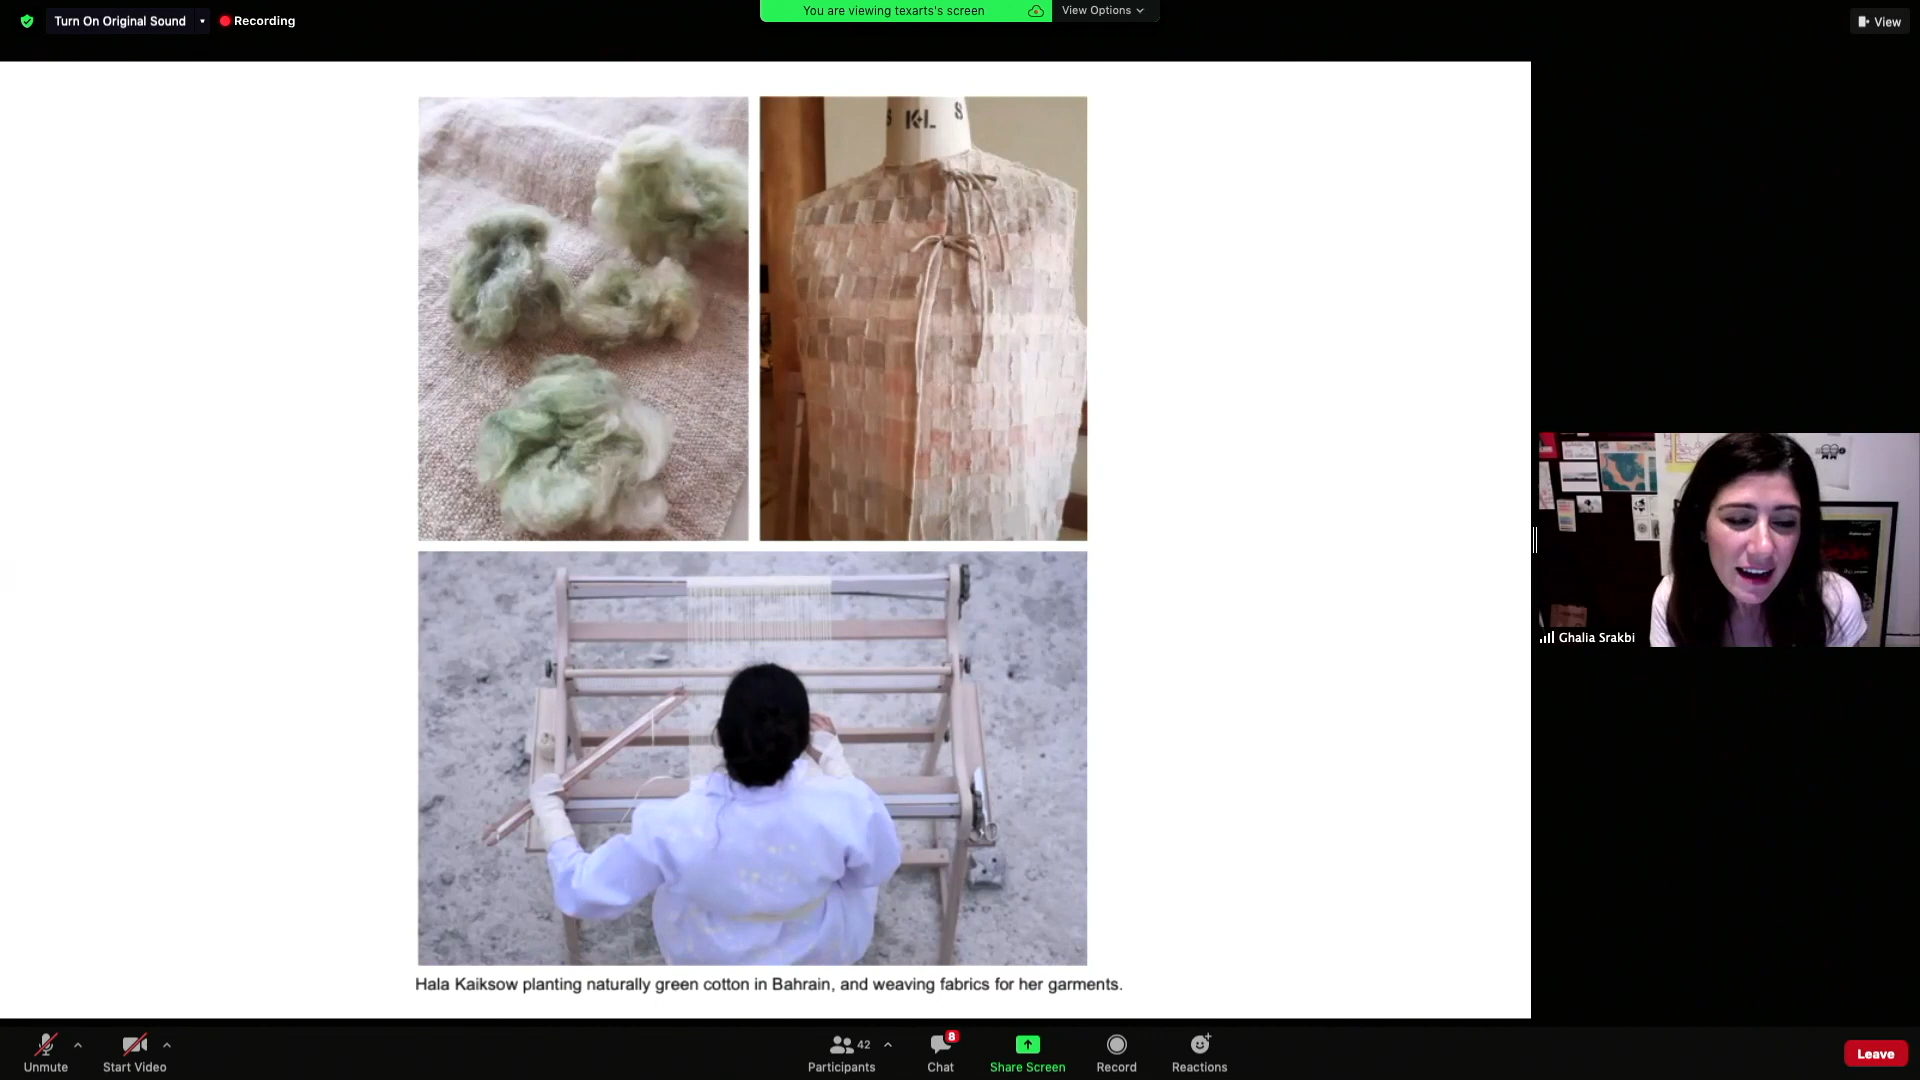 Turn On Original Sound
Recording
You are viewing texarts's screen
View Options
View
8 K&L 8
Ghalia Srakbi
Hala Kaiksow planting naturally green cotton in Bahrain, and weaving fabrics for her garments.
Unmute
Start Video
42
Participants
8
Chat
Share Screen
Record
Reactions
Leave